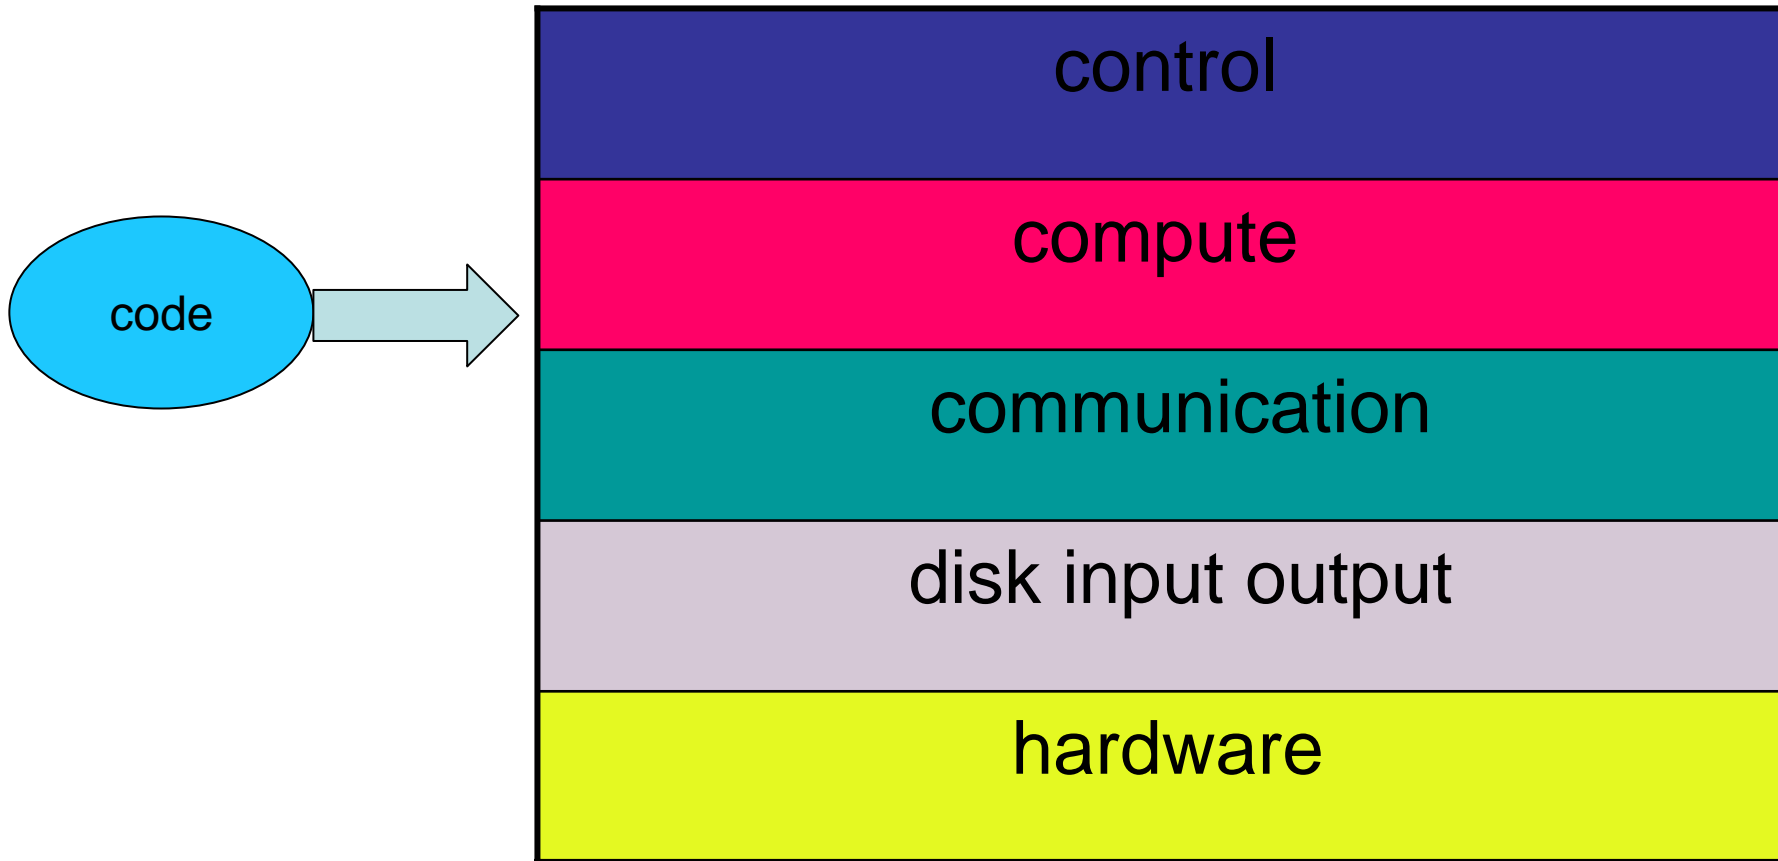 control
compute
code
communication
disk input output
hardware